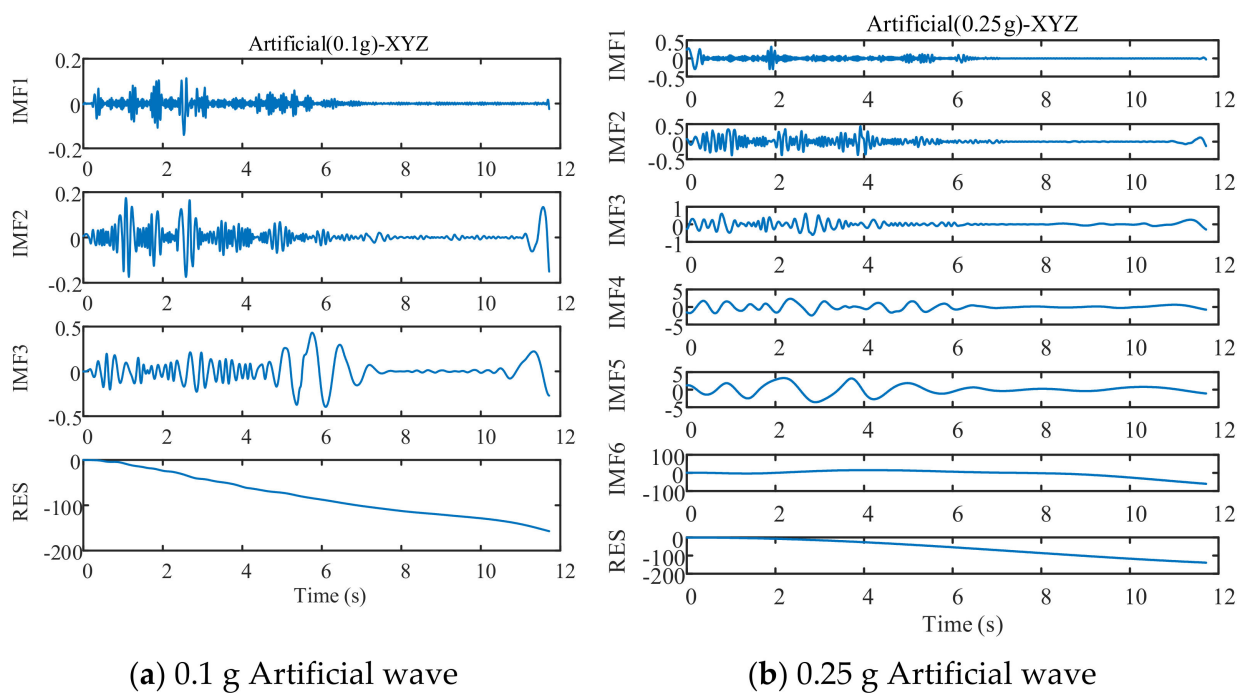 Artificial(0.1g)-XYZ
IMF1
0.2
0
-0.2
0 2 4 6 8 10 12
IMF2
0.2
0
-0.2
0 2 4 6 8 10 12
IMF3
0.5
0
-0.5
0 2 4 6 8 10 12
RES
0
-100
-200
0 2 4 6 8 10 12
Time (s)
(a) 0.1 g Artificial wave
Artificial(0.25g)-XYZ
IMF1
0.5
0
-0.5
0 2 4 6 8 10 12
IMF2
0.5
0
-0.5
0 2 4 6 8 10 12
IMF3
1
0
-1
0 2 4 6 8 10 12
IMF4
5
0
-5
0 2 4 6 8 10 12
IMF5
5
0
-5
0 2 4 6 8 10 12
IMF6
100
0
-100
0 2 4 6 8 10 12
RES
0
-100
-200
0 2 4 6 8 10 12
Time (s)
(b) 0.25 g Artificial wave